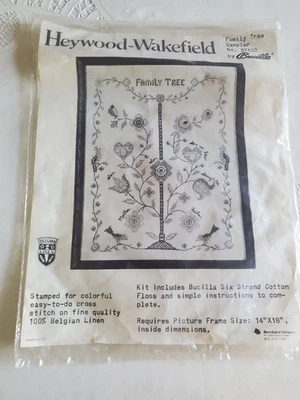 Heywood-Wakefield
Family Tree
Sampler
by Bucilla
FAMILY TREE
Stamped for colorful
easy-to-do cross
stitch on fine quality
100% Belgian Linen
Kit includes Bucilla Six Strand Cotton
Floss and simple instructions to com-
plete.
Requires Picture Frame Size: 14"X18",
inside dimensions.